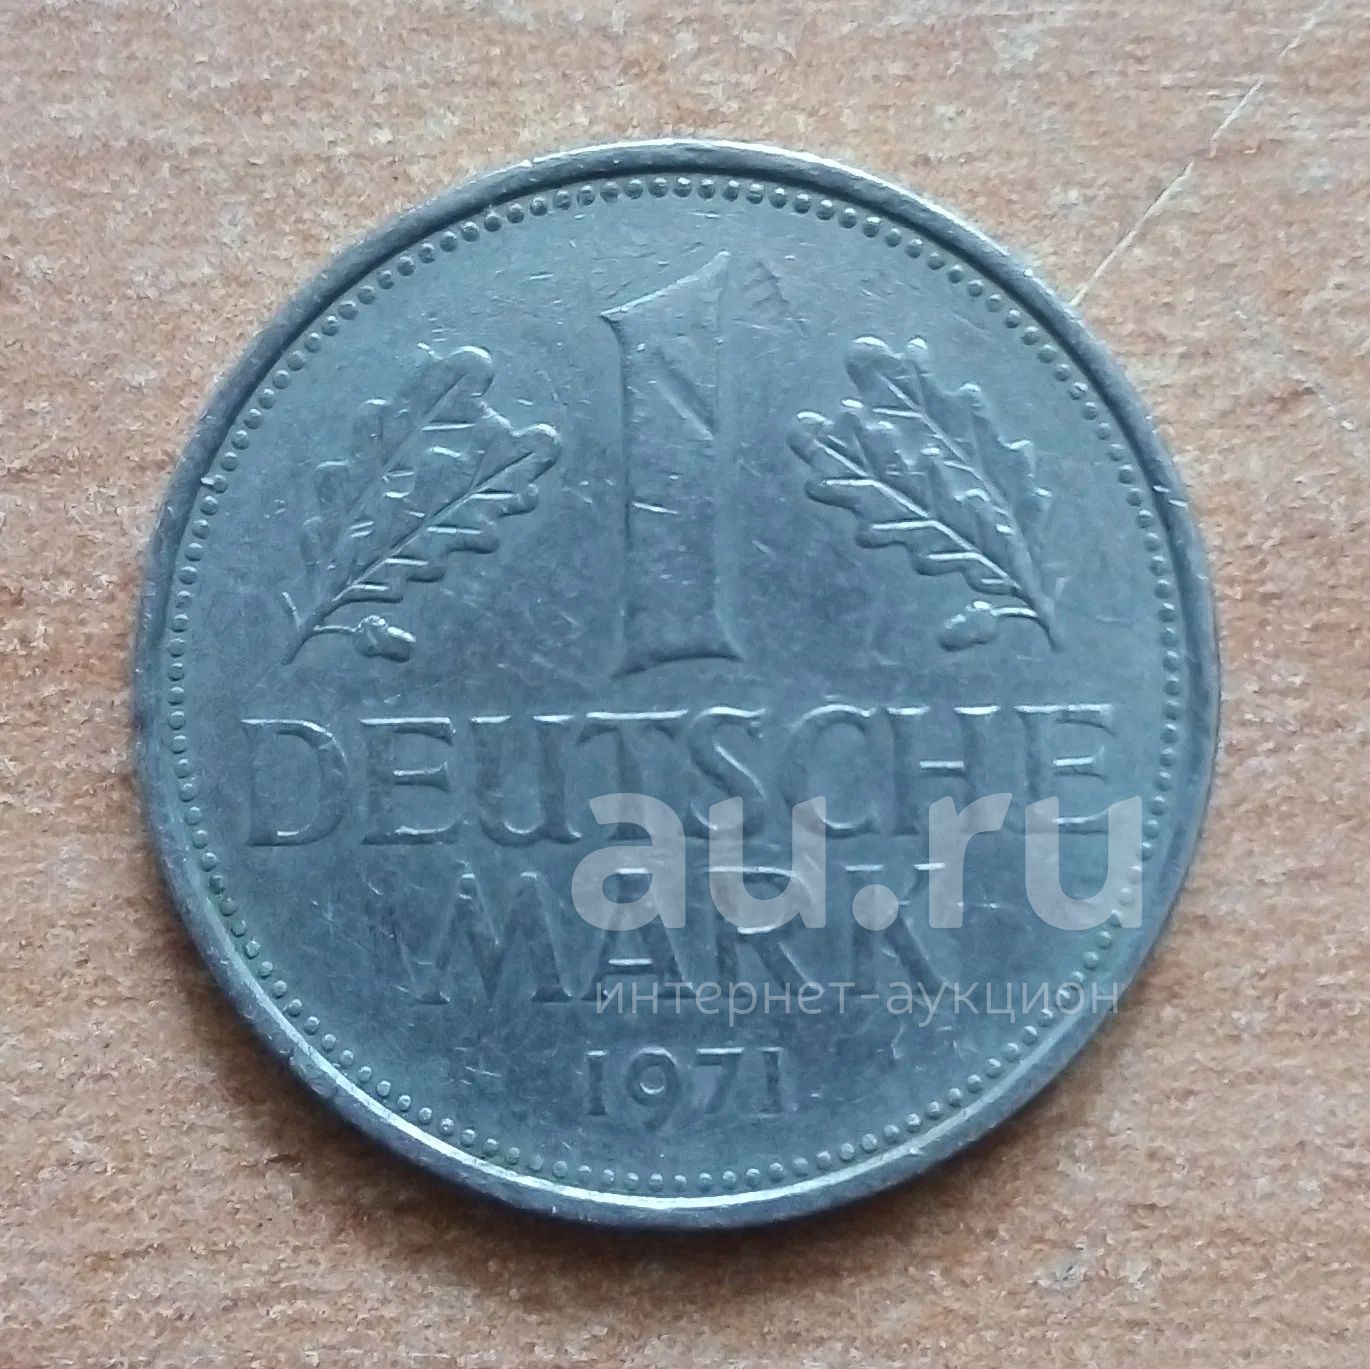 1
DEUTSCHE
MARK
1971
au.ru
интернет-аукцион